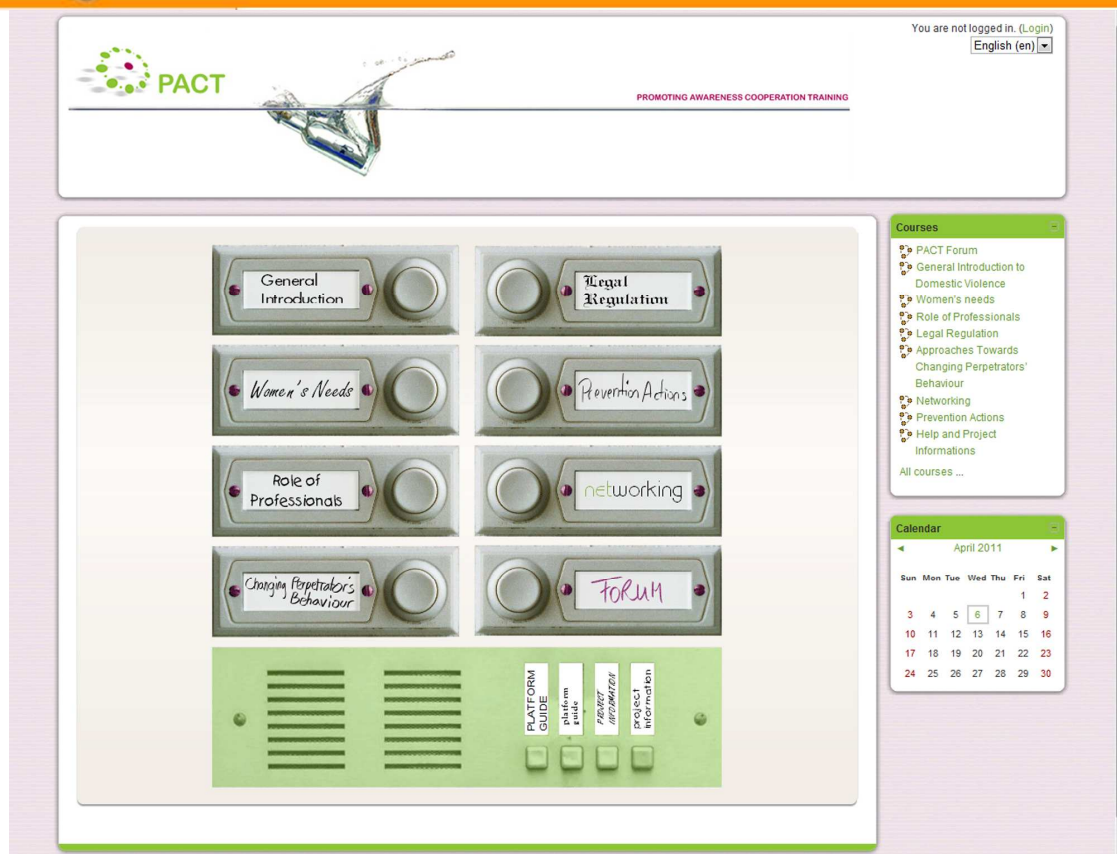 You are not logged in. (Login)
English (en)
PACT
PROMOTING AWARENESS COOPERATION TRAINING
General
Introduction
Legal
Regulation
Women's Needs
Prevention Actions
Role of
Professionals
networking
Changing Perpetrator's
Behaviour
FORUM
PLATFORM
GUIDE
platform
guide
PROJECT
INFORMATION
project
information
Courses
PACT Forum
General Introduction to
Domestic Violence
Women's needs
Role of Professionals
Legal Regulation
Approaches Towards
Changing Perpetrators'
Behaviour
Networking
Prevention Actions
Help and Project
Informations
All courses ...
Calendar
◄ April 2011 ►
Sun Mon Tue Wed Thu Fri Sat
1 2
3 4 5 6 7 8 9
10 11 12 13 14 15 16
17 18 19 20 21 22 23
24 25 26 27 28 29 30